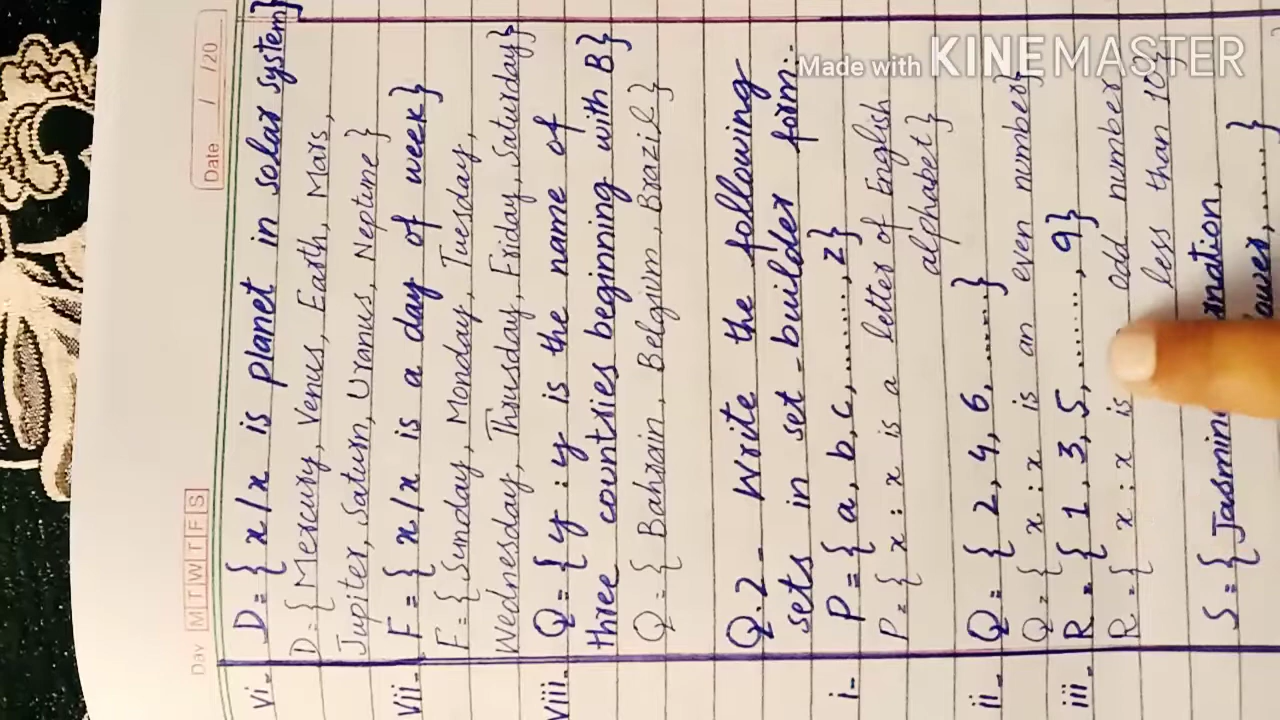 Made with KINEMASTER
Date / /20
Day M T W T F S
vi- D = { x / x is planet in solar system}
D = {Mercury, Venus, Earth, Mars,
Jupiter, Saturn, Uranus, Neptune}
vii- F = { x / x is a day of week}
F = {Sunday, Monday, Tuesday,
Wednesday, Thrusday, Friday, Saturday}
viii- Q = { y : y is the name of
three countries beginning with B}
Q = { Bahrain, Belgium, Brazil}
Q.2- Write the following
sets in set-builder form.
i- P = { a, b, c, ........, z}
P = { x : x is a letter of English
alphabet}
ii- Q = { 2, 4, 6, ........}
Q = { x : x is an even number}
iii- R = { 1, 3, 5, ........, 9}
R = { x : x is odd number
less than 10}
S = { Jasmine